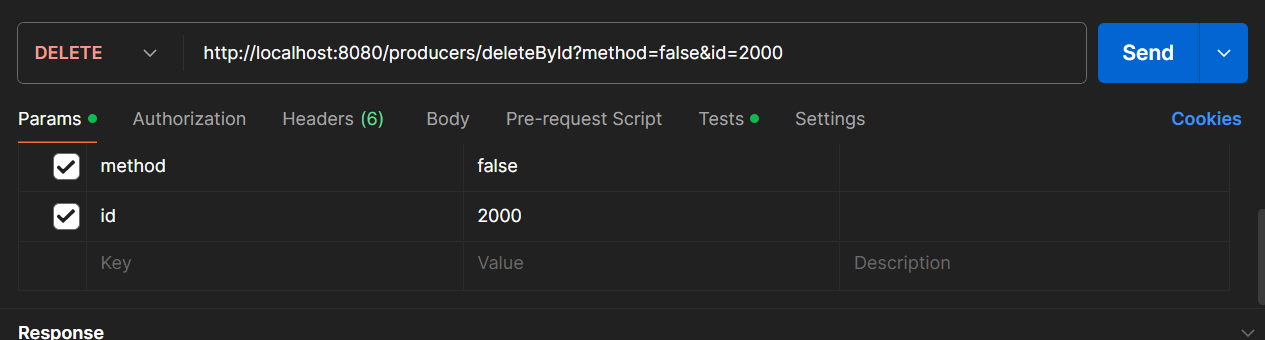 DELETE http://localhost:8080/producers/deleteById?method=false&id=2000 Send
Params Authorization Headers (6) Body Pre-request Script Tests Settings Cookies
method false
id 2000
Key Value Description
Response